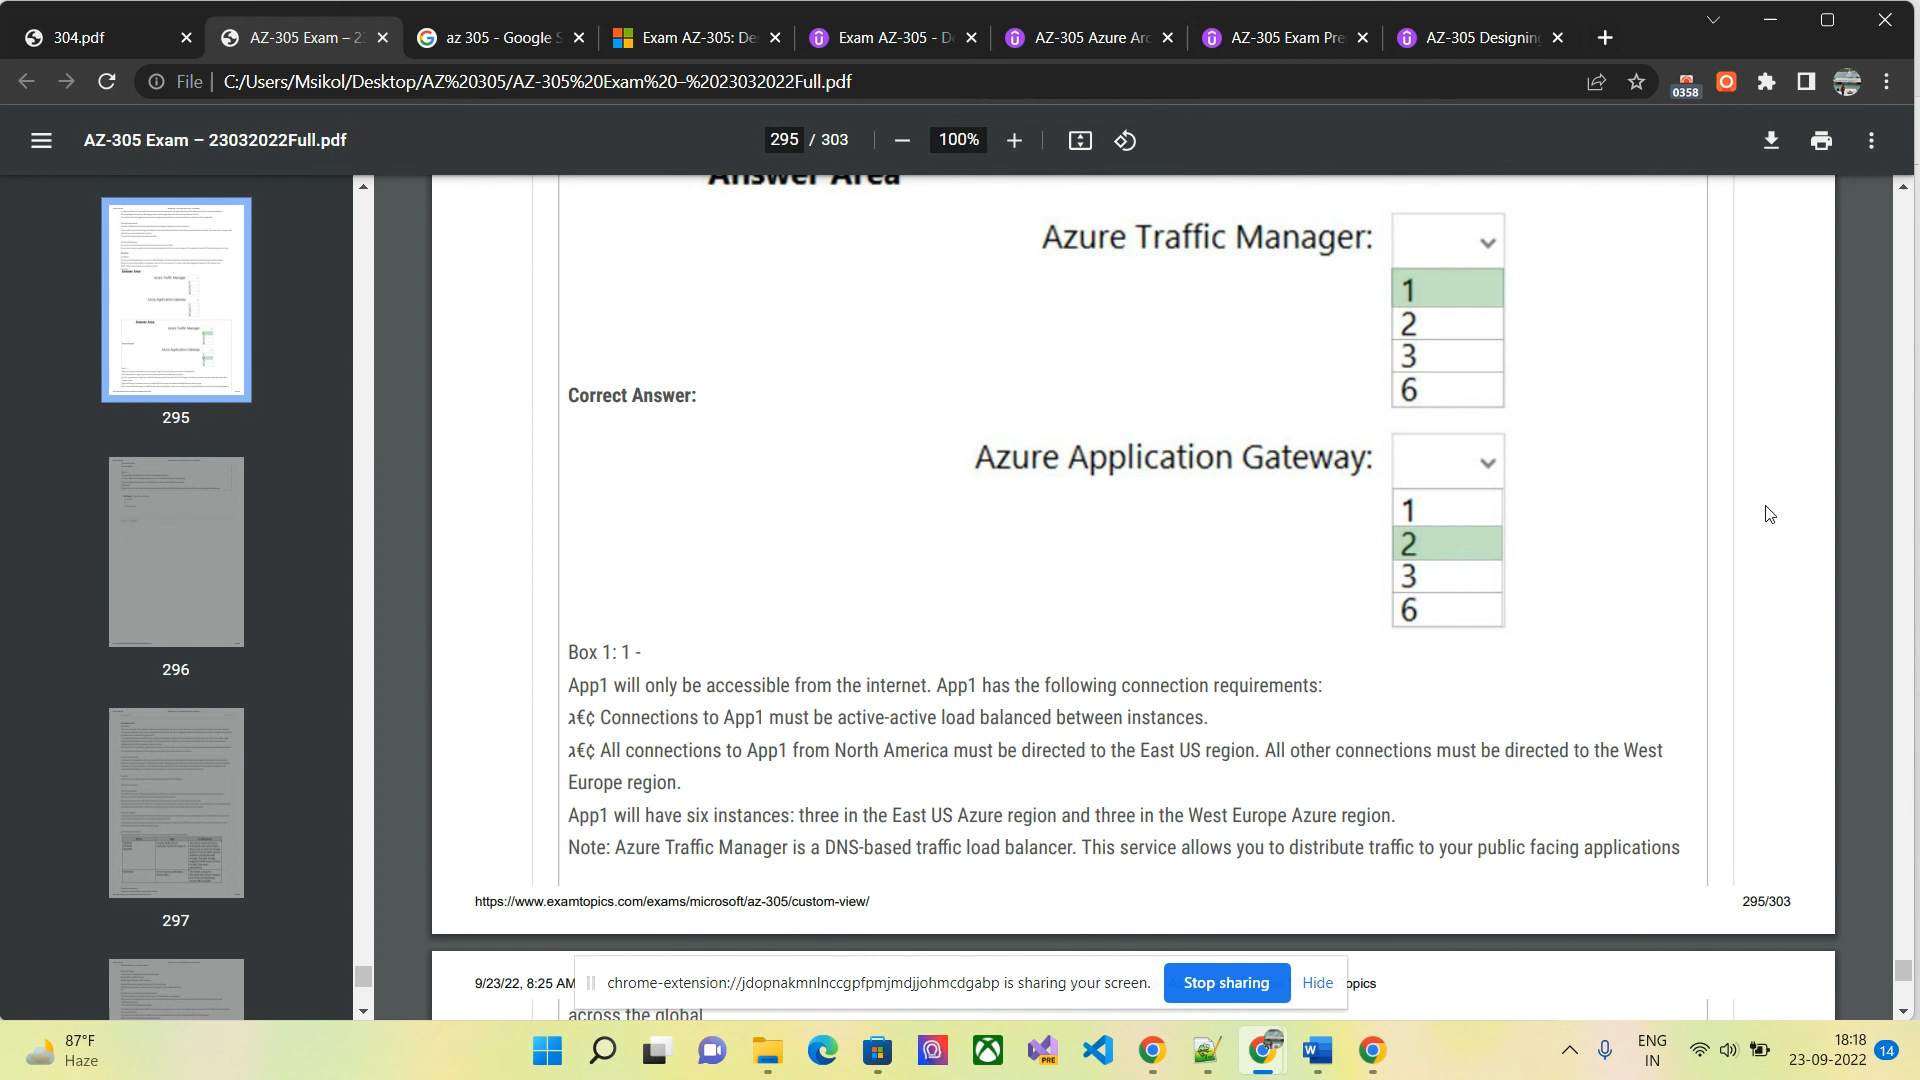 304.pdf
AZ-305 Exam – 23
az 305 - Google S
Exam AZ-305: De
Exam AZ-305 - D
AZ-305 Azure Arc
AZ-305 Exam Pre
AZ-305 Designing
File
C:/Users/Msikol/Desktop/AZ%20305/AZ-305%20Exam%20–%2023032022Full.pdf
0358
AZ-305 Exam – 23032022Full.pdf
295 / 303
100%
Answer Area
Azure Traffic Manager:
1
2
3
6
Correct Answer:
Azure Application Gateway:
1
2
3
6
Box 1: 1 -
App1 will only be accessible from the internet. App1 has the following connection requirements:
૨€¢ Connections to App1 must be active-active load balanced between instances.
૨€¢ All connections to App1 from North America must be directed to the East US region. All other connections must be directed to the West
Europe region.
App1 will have six instances: three in the East US Azure region and three in the West Europe Azure region.
Note: Azure Traffic Manager is a DNS-based traffic load balancer. This service allows you to distribute traffic to your public facing applications
https://www.examtopics.com/exams/microsoft/az-305/custom-view/
295/303
295
296
297
9/23/22, 8:25 AM
chrome-extension://jdopnakmnlnccgpfpmjmdjjohmcdgabp is sharing your screen.
Stop sharing
Hide
opics
across the global
87°F
Haze
PRE
ENG
IN
18:18
23-09-2022
14